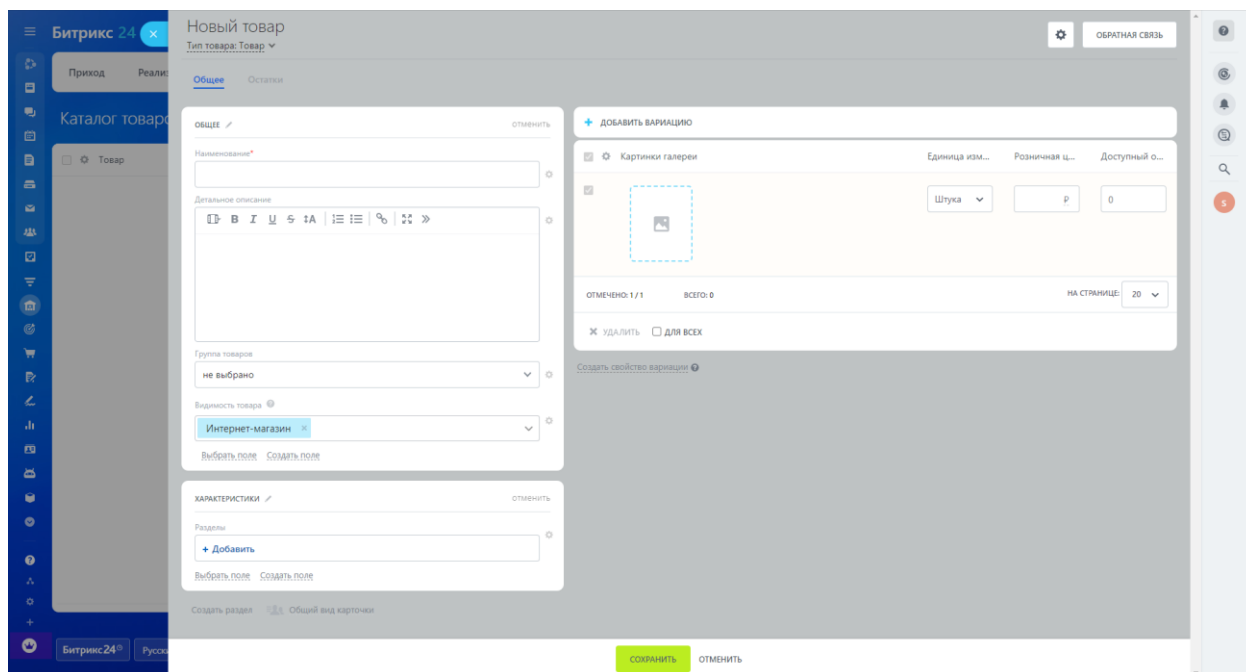 Битрикс 24
Новый товар
Тип товара: Товар
ОБРАТНАЯ СВЯЗЬ
Приход
Общее
Остатки
Каталог
ОБЩЕЕ
отменить
ДОБАВИТЬ ВАРИАЦИЮ
Товар
Наименование*
Картинки галереи
Единица изм...
Розничная ц...
Доступный о...
Детальное описание
B I U S
Штука
₽
0
ОТМЕЧЕНО: 1 / 1
ВСЕГО: 0
НА СТРАНИЦЕ:
20
УДАЛИТЬ
ДЛЯ ВСЕХ
Группа товаров
не выбрано
Создать свойство вариации
Видимость товара
Интернет-магазин ×
Выбрать поле
Создать поле
ХАРАКТЕРИСТИКИ
отменить
Разделы
+ Добавить
Выбрать поле
Создать поле
Создать раздел
Общий вид карточки
Битрикс24
СОХРАНИТЬ
ОТМЕНИТЬ
S